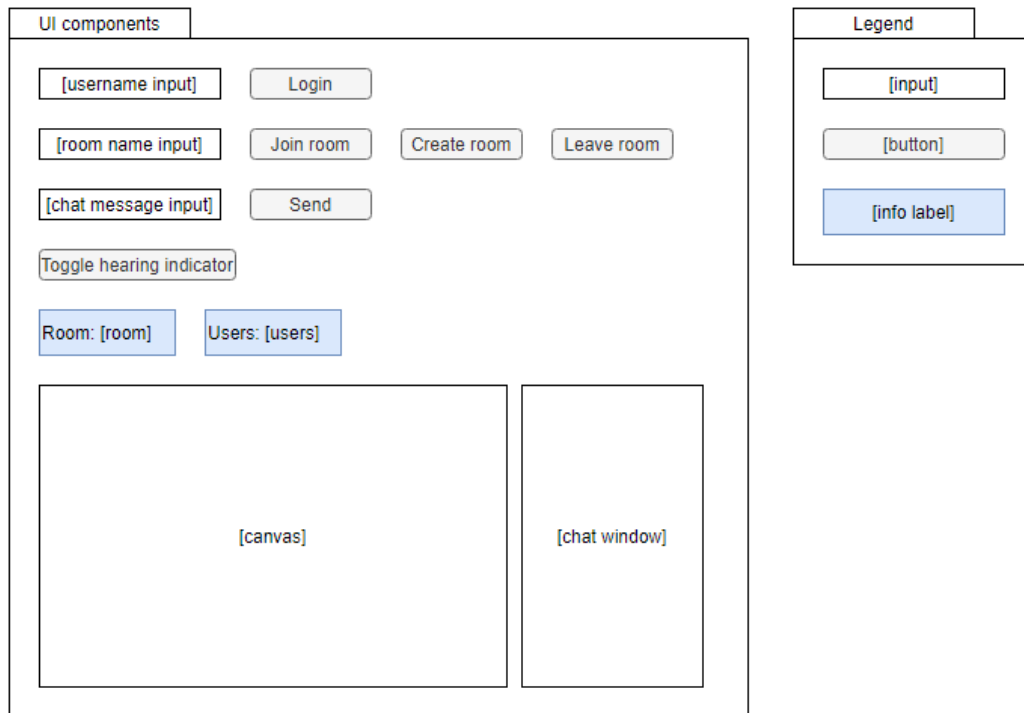 UI components
[username input]
Login
[room name input]
Join room
Create room
Leave room
[chat message input]
Send
Toggle hearing indicator
Room: [room]
Users: [users]
[canvas]
[chat window]
Legend
[input]
[button]
[info label]